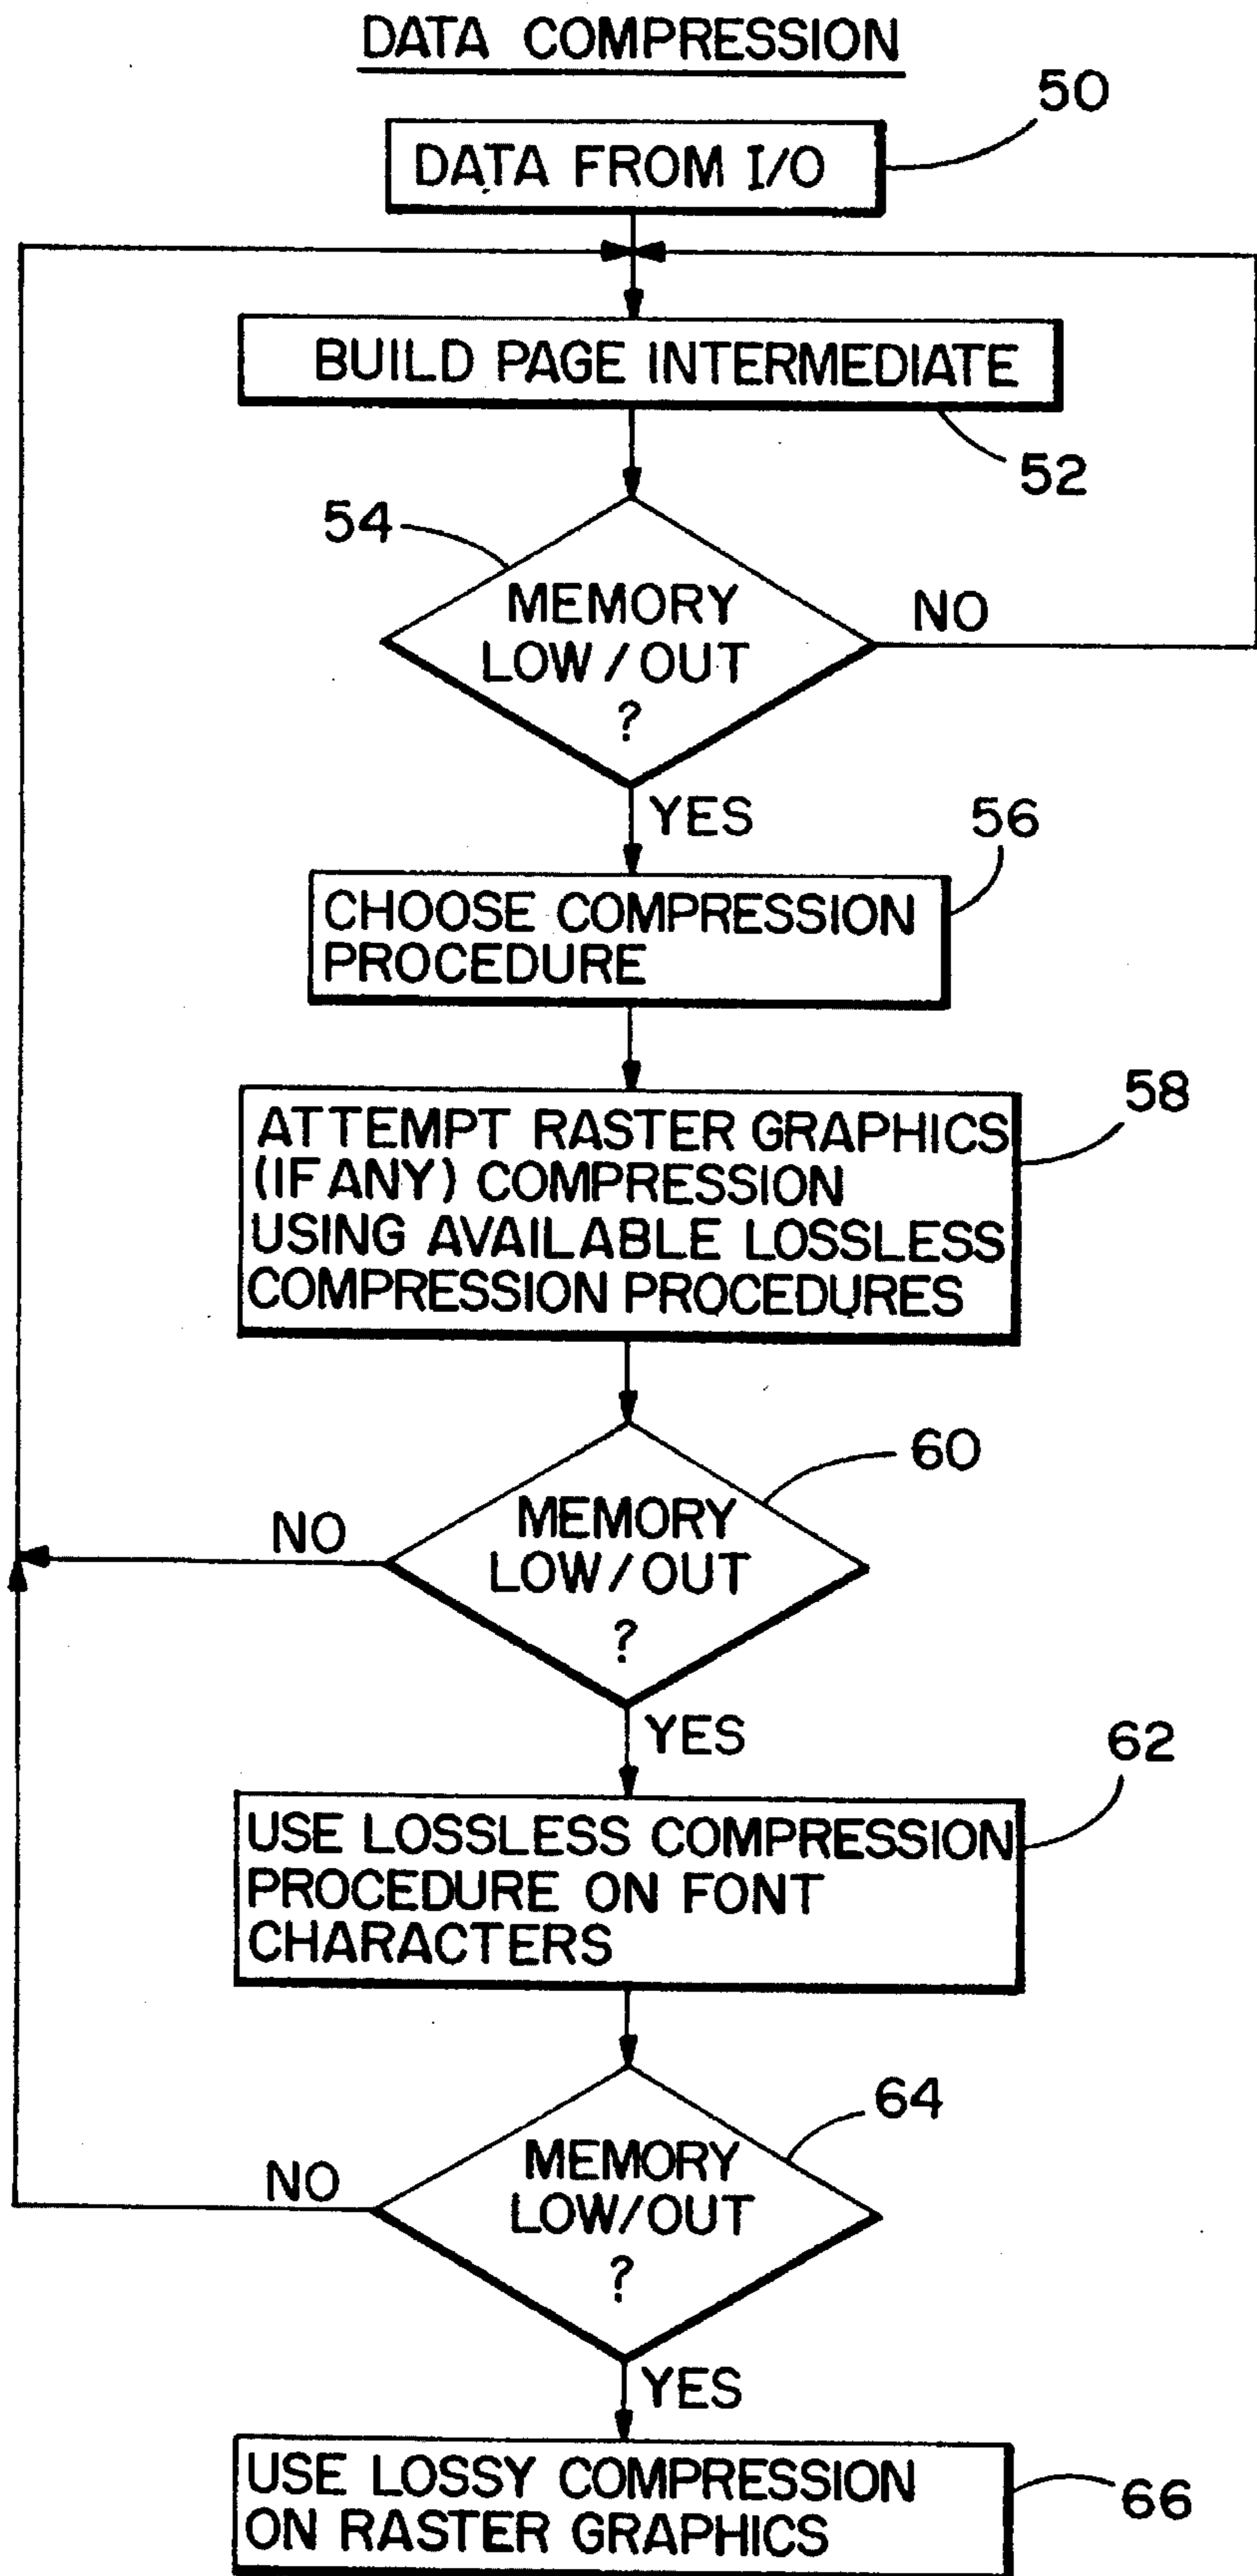 DATA COMPRESSION
50
DATA FROM I/O
BUILD PAGE INTERMEDIATE
52
54
MEMORY
LOW/OUT
?
NO
YES
56
CHOOSE COMPRESSION
PROCEDURE
58
ATTEMPT RASTER GRAPHICS
(IF ANY) COMPRESSION
USING AVAILABLE LOSSLESS
COMPRESSION PROCEDURES
60
MEMORY
LOW/OUT
?
NO
YES
62
USE LOSSLESS COMPRESSION
PROCEDURE ON FONT
CHARACTERS
64
MEMORY
LOW/OUT
?
NO
YES
USE LOSSY COMPRESSION
ON RASTER GRAPHICS
66